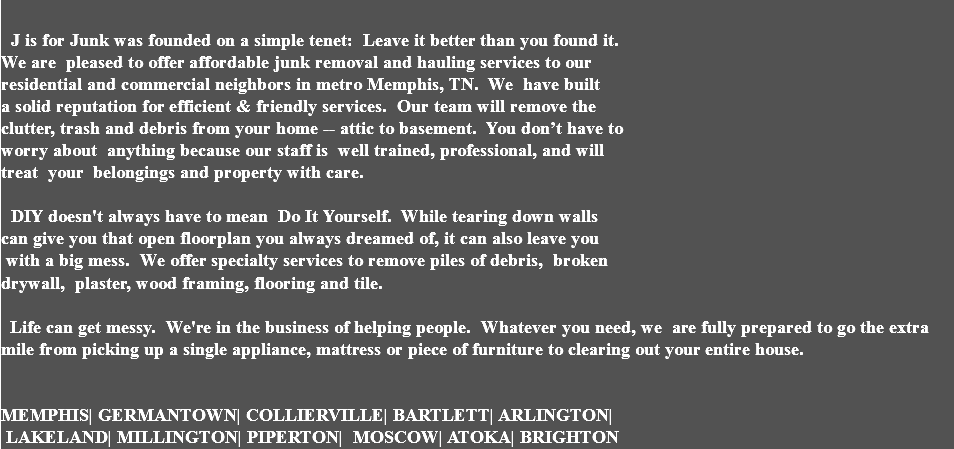 J is for Junk was founded on a simple tenet:  Leave it better than you found it.
We are  pleased to offer affordable junk removal and hauling services to our
residential and commercial neighbors in metro Memphis, TN.  We  have built
a solid reputation for efficient & friendly services.  Our team will remove the
clutter, trash and debris from your home – attic to basement.  You don’t have to
worry about  anything because our staff is  well trained, professional, and will
treat  your  belongings and property with care.
DIY doesn't always have to mean  Do It Yourself.  While tearing down walls
can give you that open floorplan you always dreamed of, it can also leave you
with a big mess.  We offer specialty services to remove piles of debris,  broken
drywall,  plaster, wood framing, flooring and tile.
Life can get messy.  We're in the business of helping people.  Whatever you need, we  are fully prepared to go the extra
mile from picking up a single appliance, mattress or piece of furniture to clearing out your entire house.
MEMPHIS| GERMANTOWN| COLLIERVILLE| BARTLETT| ARLINGTON|
LAKELAND| MILLINGTON| PIPERTON|  MOSCOW| ATOKA| BRIGHTON